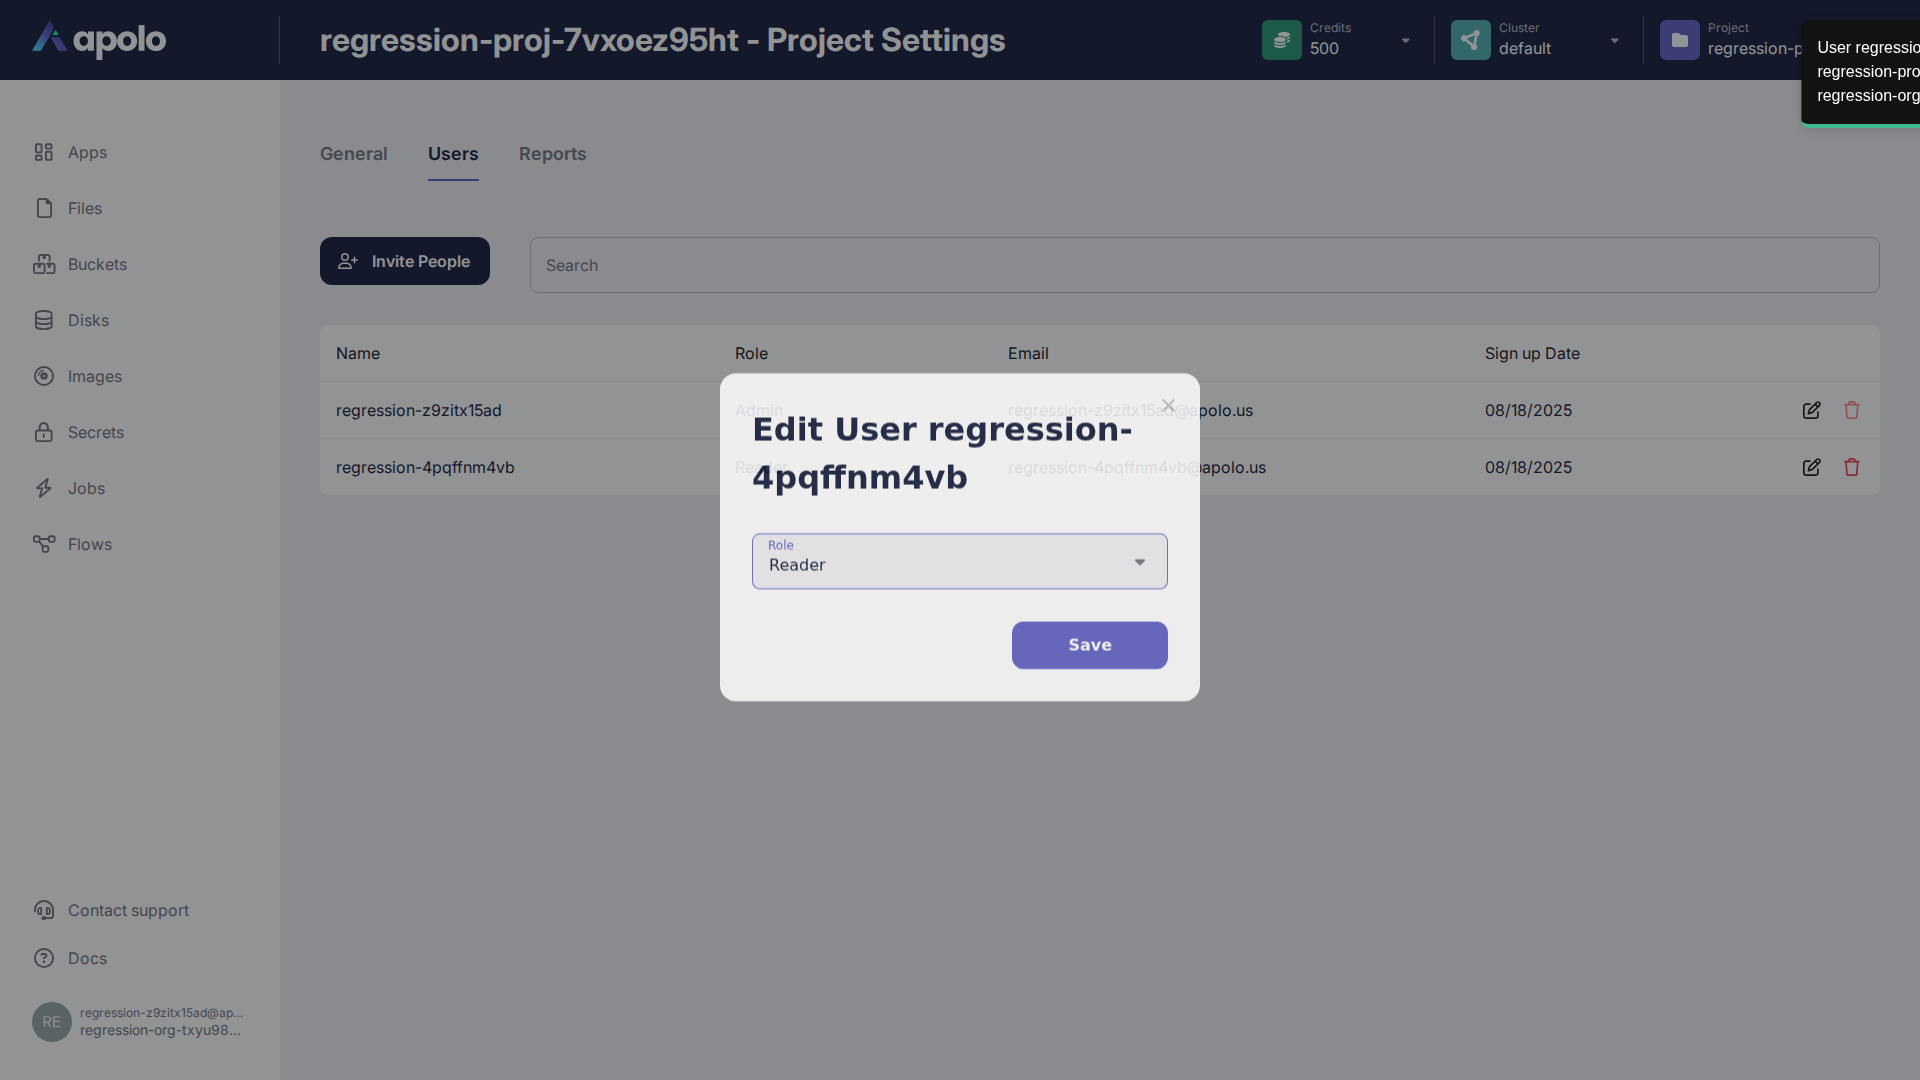 apolo
regression-proj-7vxoez95ht - Project Settings
Credits
500
Cluster
default
Project
regression-p
User regressio
regression-pro
regression-org
Apps
Files
Buckets
Disks
Images
Secrets
Jobs
Flows
General
Users
Reports
Invite People
Search
Name
Role
Email
Sign up Date
regression-z9zitx15ad
Admin
regression-z9zitx15ad@apolo.us
08/18/2025
regression-4pqffnm4vb
Reader
regression-4pqffnm4vb@apolo.us
08/18/2025
Edit User regression-
4pqffnm4vb
Role
Reader
Save
Contact support
Docs
RE
regression-z9zitx15ad@ap...
regression-org-txyu98...